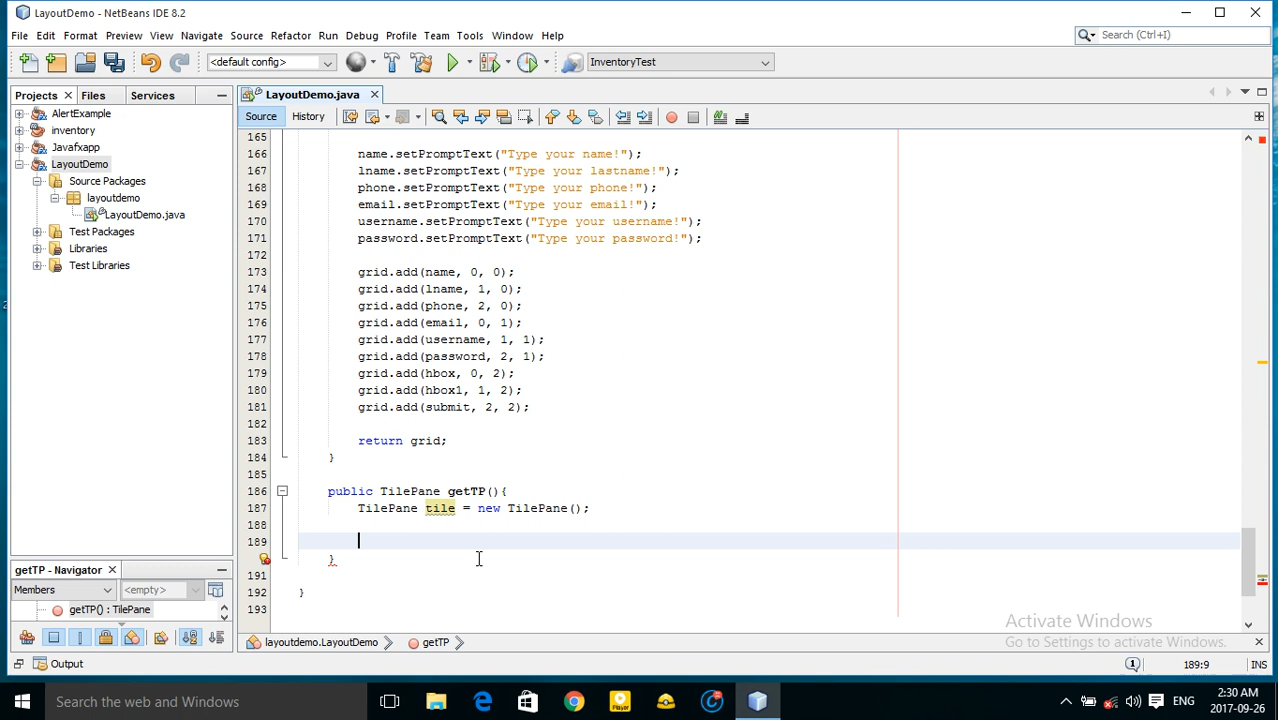 LayoutDemo - NetBeans IDE 8.2
File Edit Format Preview View Navigate Source Refactor Run Debug Profile Team Tools Window Help
Search (Ctrl+I)
<default config>
InventoryTest
Projects Files Services
LayoutDemo.java
Source History
AlertExample
inventory
Javafxapp
LayoutDemo
Source Packages
layoutdemo
LayoutDemo.java
Test Packages
Libraries
Test Libraries
165
166 name.setPromptText("Type your name!");
167 lname.setPromptText("Type your lastname!");
168 phone.setPromptText("Type your phone!");
169 email.setPromptText("Type your email!");
170 username.setPromptText("Type your username!");
171 password.setPromptText("Type your password!");
172
173 grid.add(name, 0, 0);
174 grid.add(lname, 1, 0);
175 grid.add(phone, 2, 0);
176 grid.add(email, 0, 1);
177 grid.add(username, 1, 1);
178 grid.add(password, 2, 1);
179 grid.add(hbox, 0, 2);
180 grid.add(hbox1, 1, 2);
181 grid.add(submit, 2, 2);
182
183 return grid;
184 }
185
186 public TilePane getTP(){
187 TilePane tile = new TilePane();
188
189
}
191
192 }
193
getTP - Navigator
Members <empty>
getTP() : TilePane
layoutdemo.LayoutDemo getTP
Output
1 189:9 INS
Activate Windows
Go to Settings to activate Windows.
Search the web and Windows
Player
ENG
2:30 AM
2017-09-26